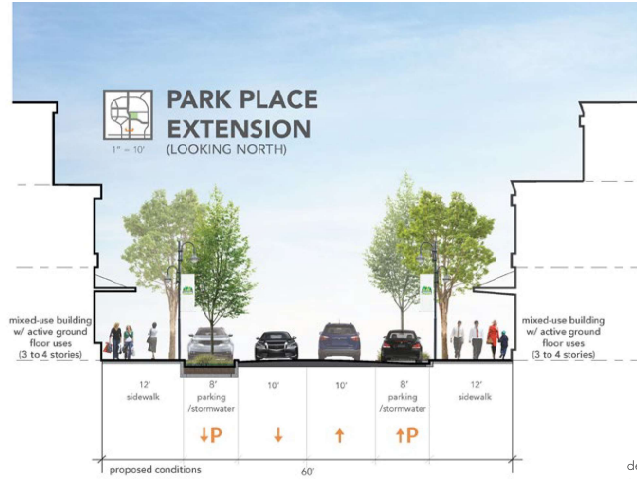 PARK PLACE
EXTENSION
(LOOKING NORTH)
1" = 10'
mixed-use building
w/ active ground
floor uses
(3 to 4 stories)
mixed-use building
w/ active ground
floor uses
(3 to 4 stories)
12'
sidewalk
8'
parking
/stormwater
10'
10'
8'
parking
/stormwater
12'
sidewalk
↓P
↓
↑
↑P
proposed conditions
60'
de